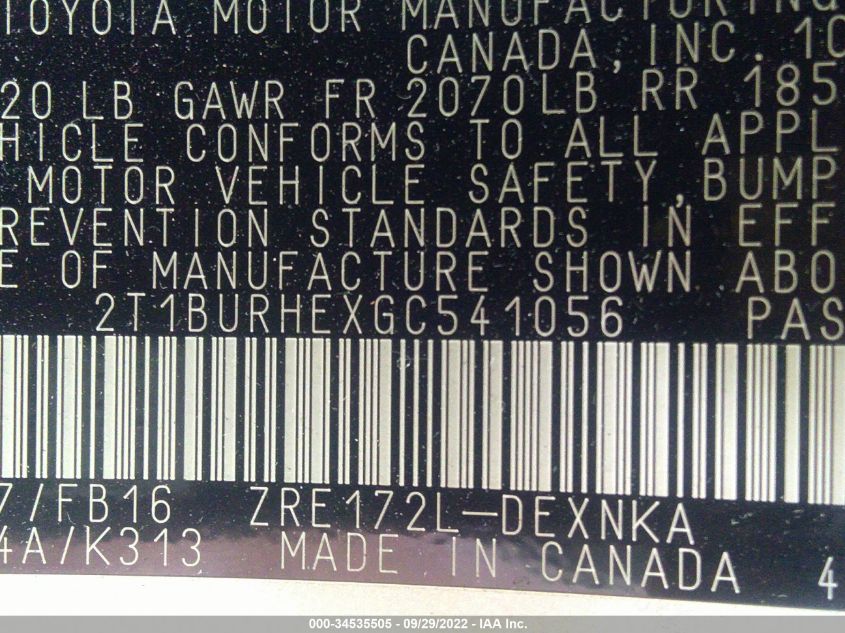 TOYOTA MOTOR MANUFACTURING
CANADA, INC. 10
20 LB GAWR FR 2070LB RR 185
HICLE CONFORMS TO ALL APPL
MOTOR VEHICLE SAFETY, BUMP
REVENTION STANDARDS IN EFF
E OF MANUFACTURE SHOWN ABO
2T1BURHEXGC541056 PAS
7/FB16 ZRE172L-DEXNKA
4A/K313 MADE IN CANADA 4
000-34535505 - 09/29/2022 - IAA Inc.